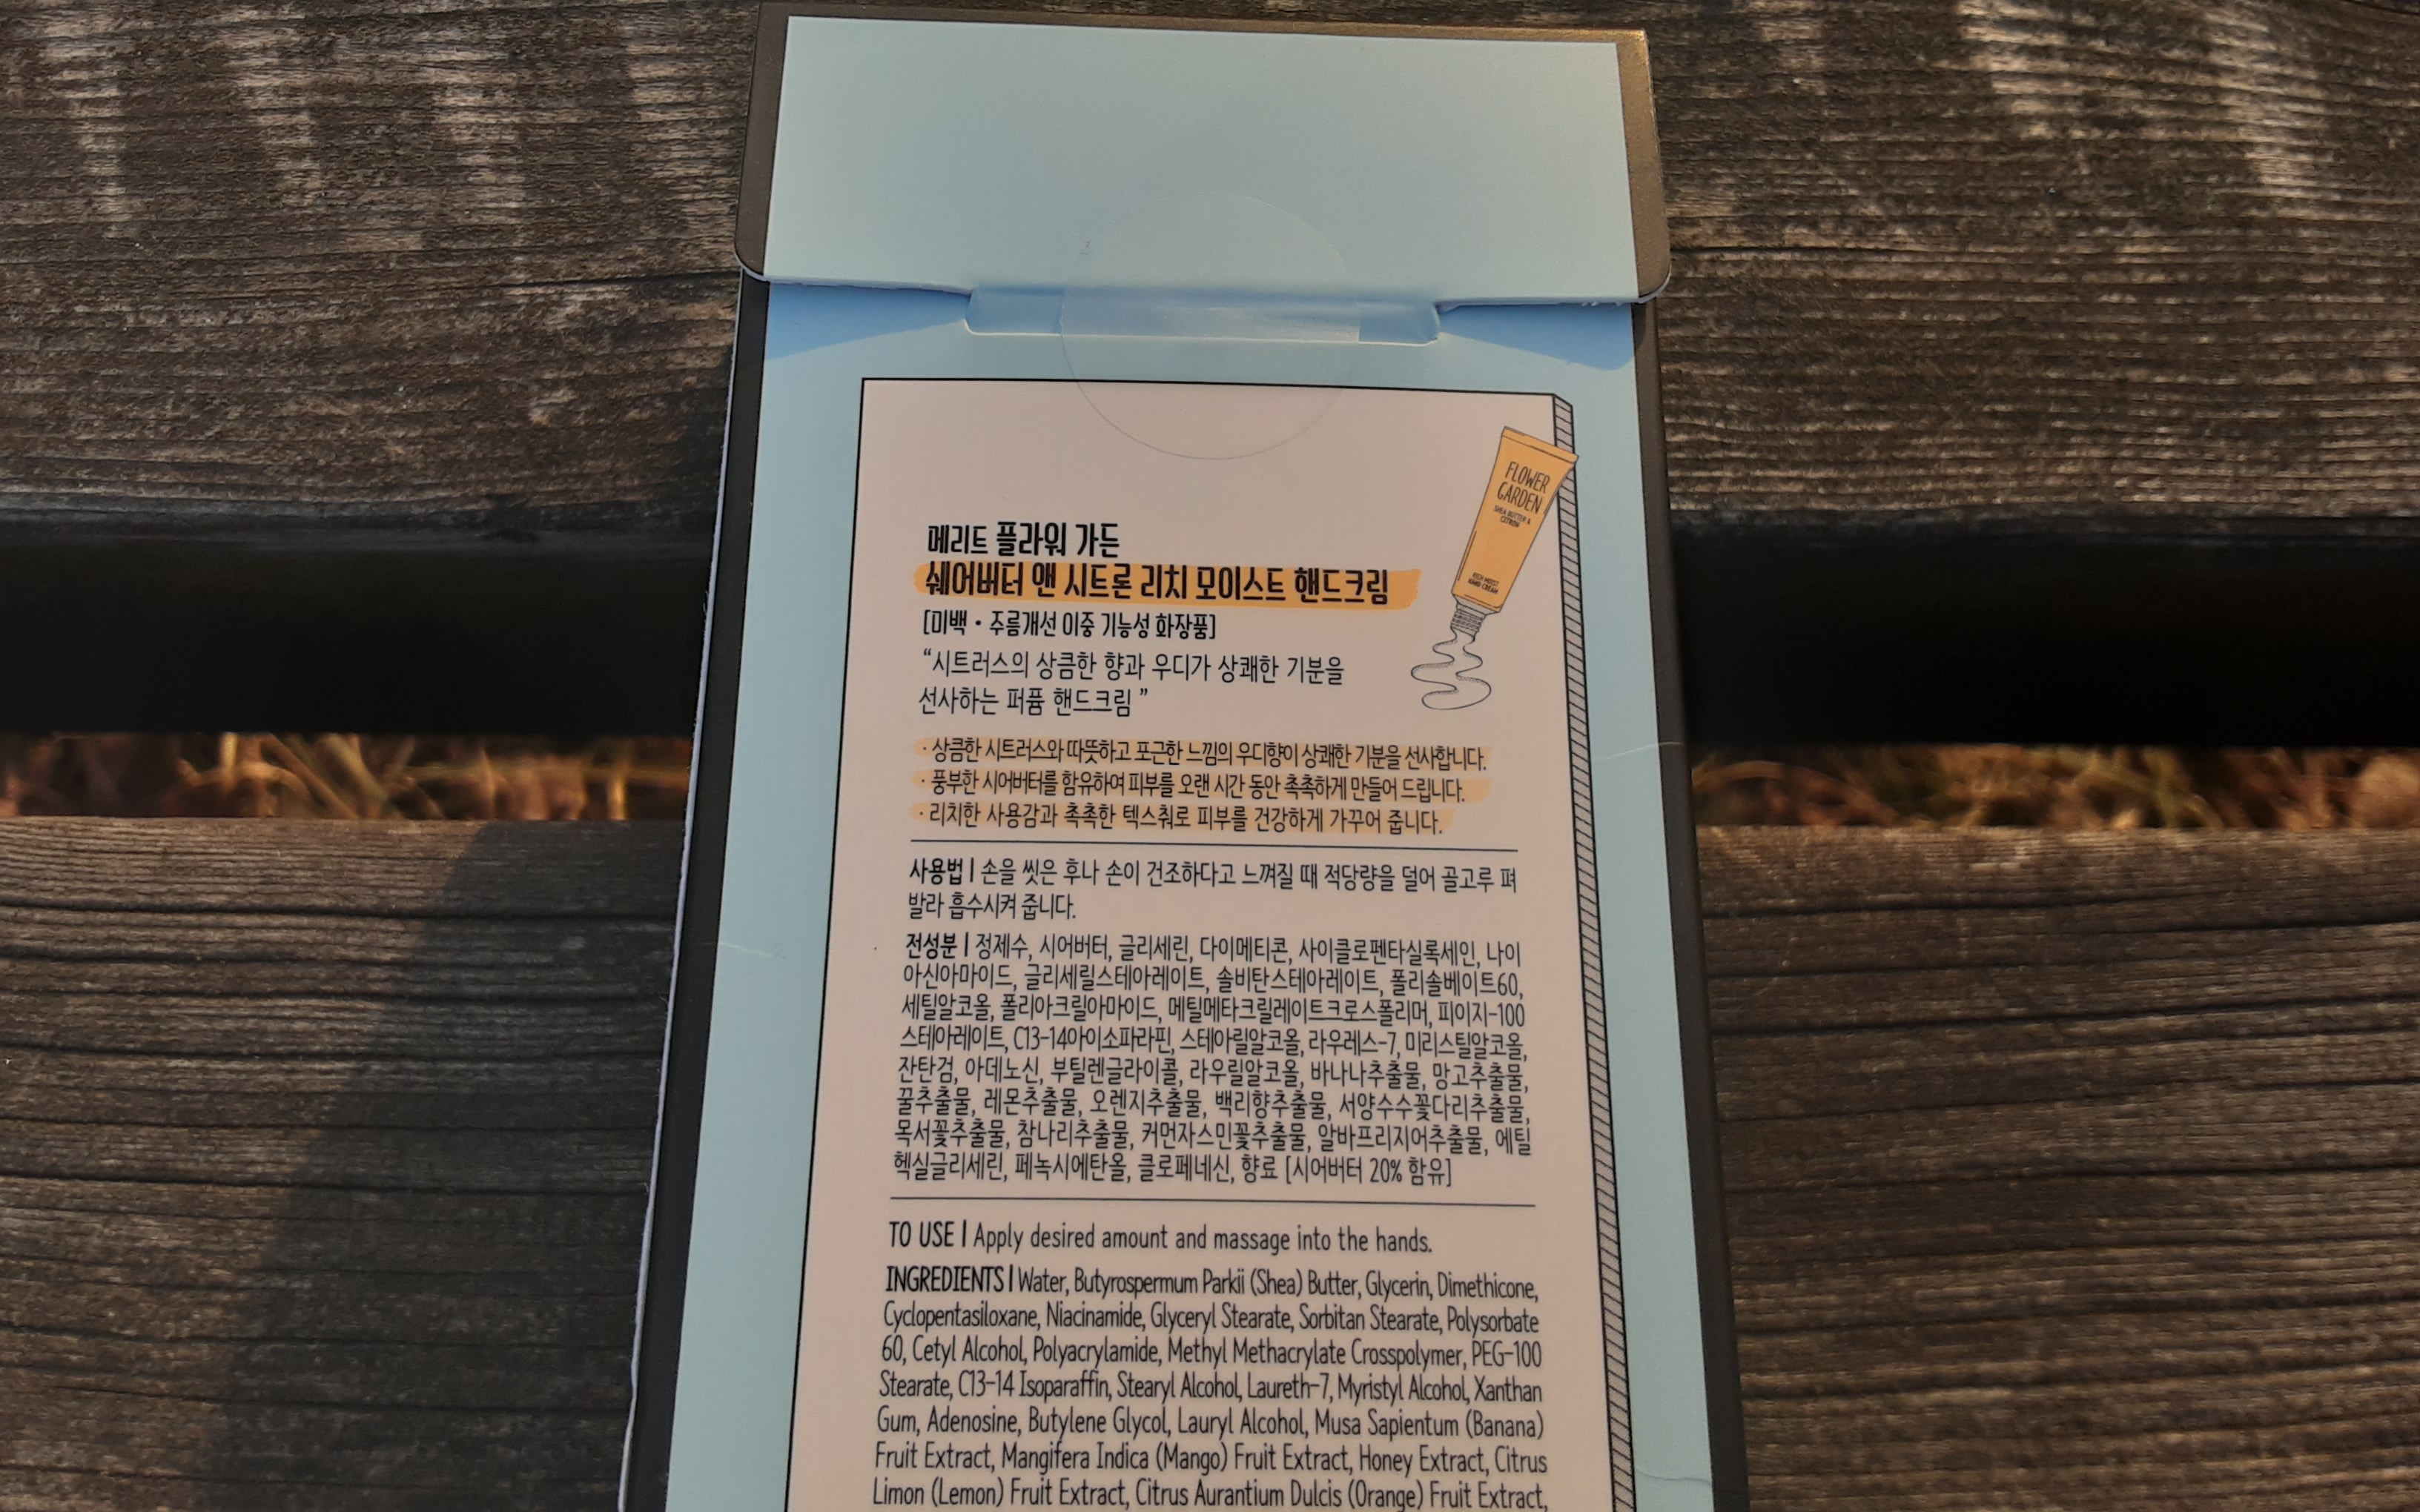 FLOWER
GARDEN
SHEA BUTTER &
CITRON
RICH MOIST
HAND CREAM
메리트 플라워 가든
쉐어버터 앤 시트론 리치 모이스트 핸드크림
[미백·주름개선 이중 기능성 화장품]
“시트러스의 상큼한 향과 우디가 상쾌한 기분을
선사하는 퍼퓸 핸드크림 ”
· 상큼한 시트러스와 따뜻하고 포근한 느낌의 우디향이 상쾌한 기분을 선사합니다.
· 풍부한 시어버터를 함유하여 피부를 오랜 시간 동안 촉촉하게 만들어 드립니다.
· 리치한 사용감과 촉촉한 텍스춰로 피부를 건강하게 가꾸어 줍니다.
사용법 | 손을 씻은 후나 손이 건조하다고 느껴질 때 적당량을 덜어 골고루 펴
발라 흡수시켜 줍니다.
전성분 | 정제수, 시어버터, 글리세린, 다이메티콘, 사이클로펜타실록세인, 나이
아신아마이드, 글리세릴스테아레이트, 솔비탄스테아레이트, 폴리솔베이트60,
세틸알코올, 폴리아크릴아마이드, 메틸메타크릴레이트크로스폴리머, 피이지-100
스테아레이트, C13-14아이소파라핀, 스테아릴알코올, 라우레스-7, 미리스틸알코올,
잔탄검, 아데노신, 부틸렌글라이콜, 라우릴알코올, 바나나추출물, 망고추출물,
꿀추출물, 레몬추출물, 오렌지추출물, 백리향추출물, 서양수수꽃다리추출물,
목서꽃추출물, 참나리추출물, 커먼자스민꽃추출물, 알바프리지어추출물, 에틸
헥실글리세린, 페녹시에탄올, 클로페네신, 향료 [시어버터 20% 함유]
TO USE | Apply desired amount and massage into the hands.
INGREDIENTS | Water, Butyrospermum Parkii (Shea) Butter, Glycerin, Dimethicone,
Cyclopentasiloxane, Niacinamide, Glyceryl Stearate, Sorbitan Stearate, Polysorbate
60, Cetyl Alcohol, Polyacrylamide, Methyl Methacrylate Crosspolymer, PEG-100
Stearate, C13-14 Isoparaffin, Stearyl Alcohol, Laureth-7, Myristyl Alcohol, Xanthan
Gum, Adenosine, Butylene Glycol, Lauryl Alcohol, Musa Sapientum (Banana)
Fruit Extract, Mangifera Indica (Mango) Fruit Extract, Honey Extract, Citrus
Limon (Lemon) Fruit Extract, Citrus Aurantium Dulcis (Orange) Fruit Extract,